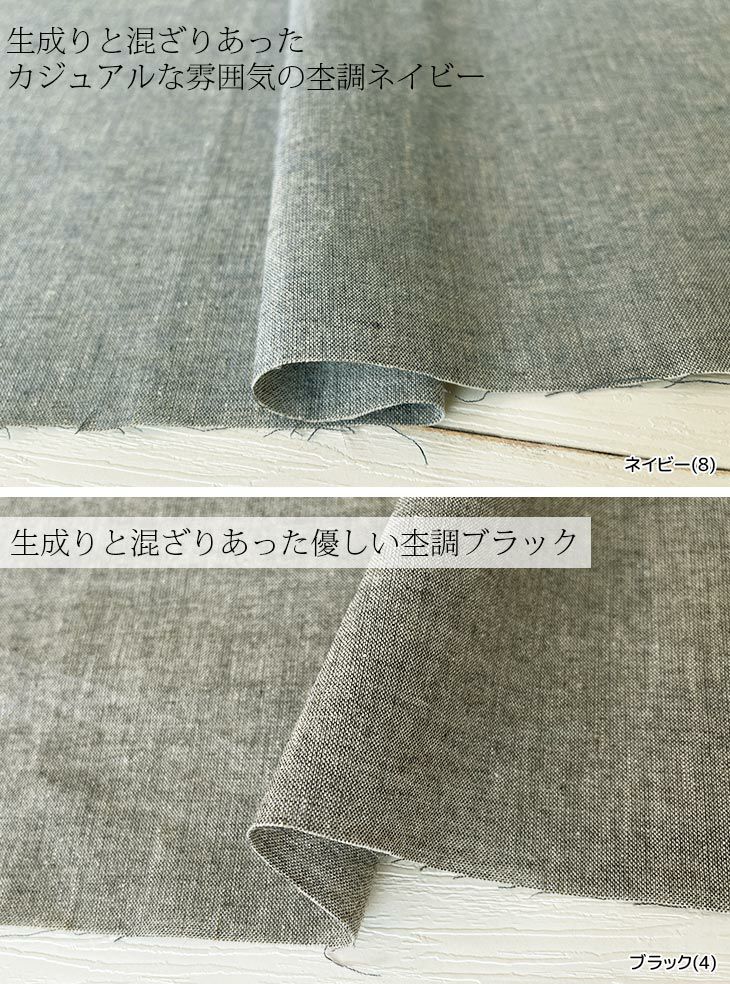 生成りと混ざりあった
カジュアルな雰囲気の杢調ネイビー
ネイビー(8)
生成りと混ざりあった優しい杢調ブラック
ブラック(4)